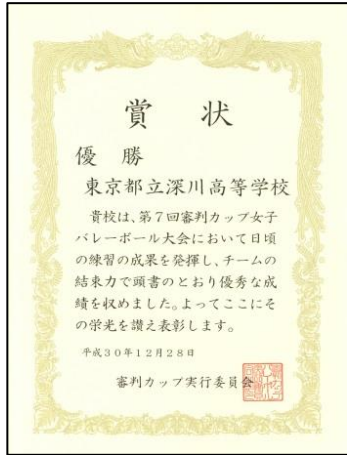 賞状
優勝
東京都立深川高等学校
貴校は、第7回審判カップ女子
バレーボール大会において日頃
の練習の成果を発揮し、チームの
結束力で頭書のとおり優秀な成
績を収めました。よってここにそ
の栄光を讃え表彰します。
平成30年12月28日
審判カップ実行委員会